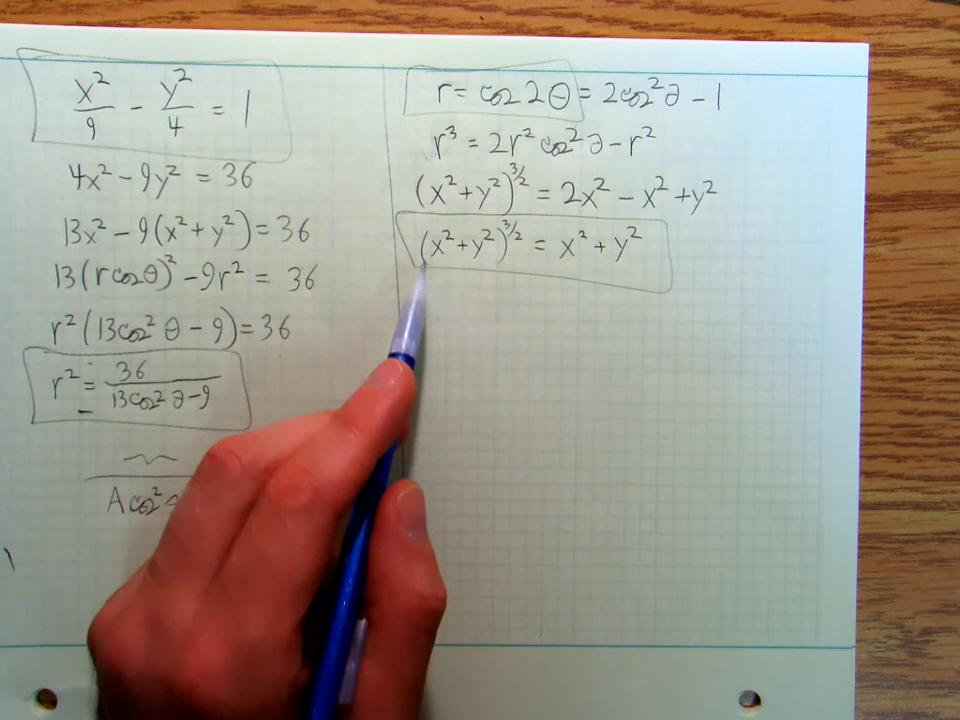 x²/9 - y²/4 = 1
4x² - 9y² = 36
13x² - 9(x² + y²) = 36
13(r cos θ)² - 9r² = 36
r²(13cos² θ - 9) = 36
r² = 36/(13cos² θ - 9)
A cos²
r = cos 2θ = 2cos² θ - 1
r³ = 2r² cos² θ - r²
(x² + y²)^3/2 = 2x² - x² + y²
(x² + y²)^3/2 = x² + y²